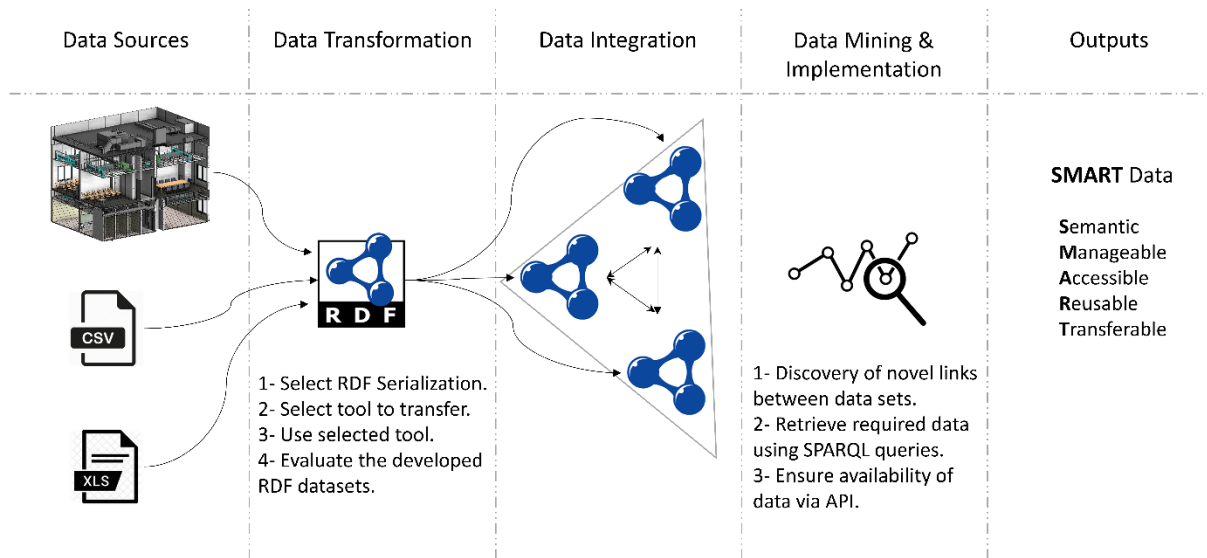 Data Sources
Data Transformation
Data Integration
Data Mining &
Implementation
Outputs
CSV
XLS
RDF
1- Select RDF Serialization.
2- Select tool to transfer.
3- Use selected tool.
4- Evaluate the developed
RDF datasets.
1- Discovery of novel links
between data sets.
2- Retrieve required data
using SPARQL queries.
3- Ensure availability of
data via API.
SMART Data
Semantic
Manageable
Accessible
Reusable
Transferable